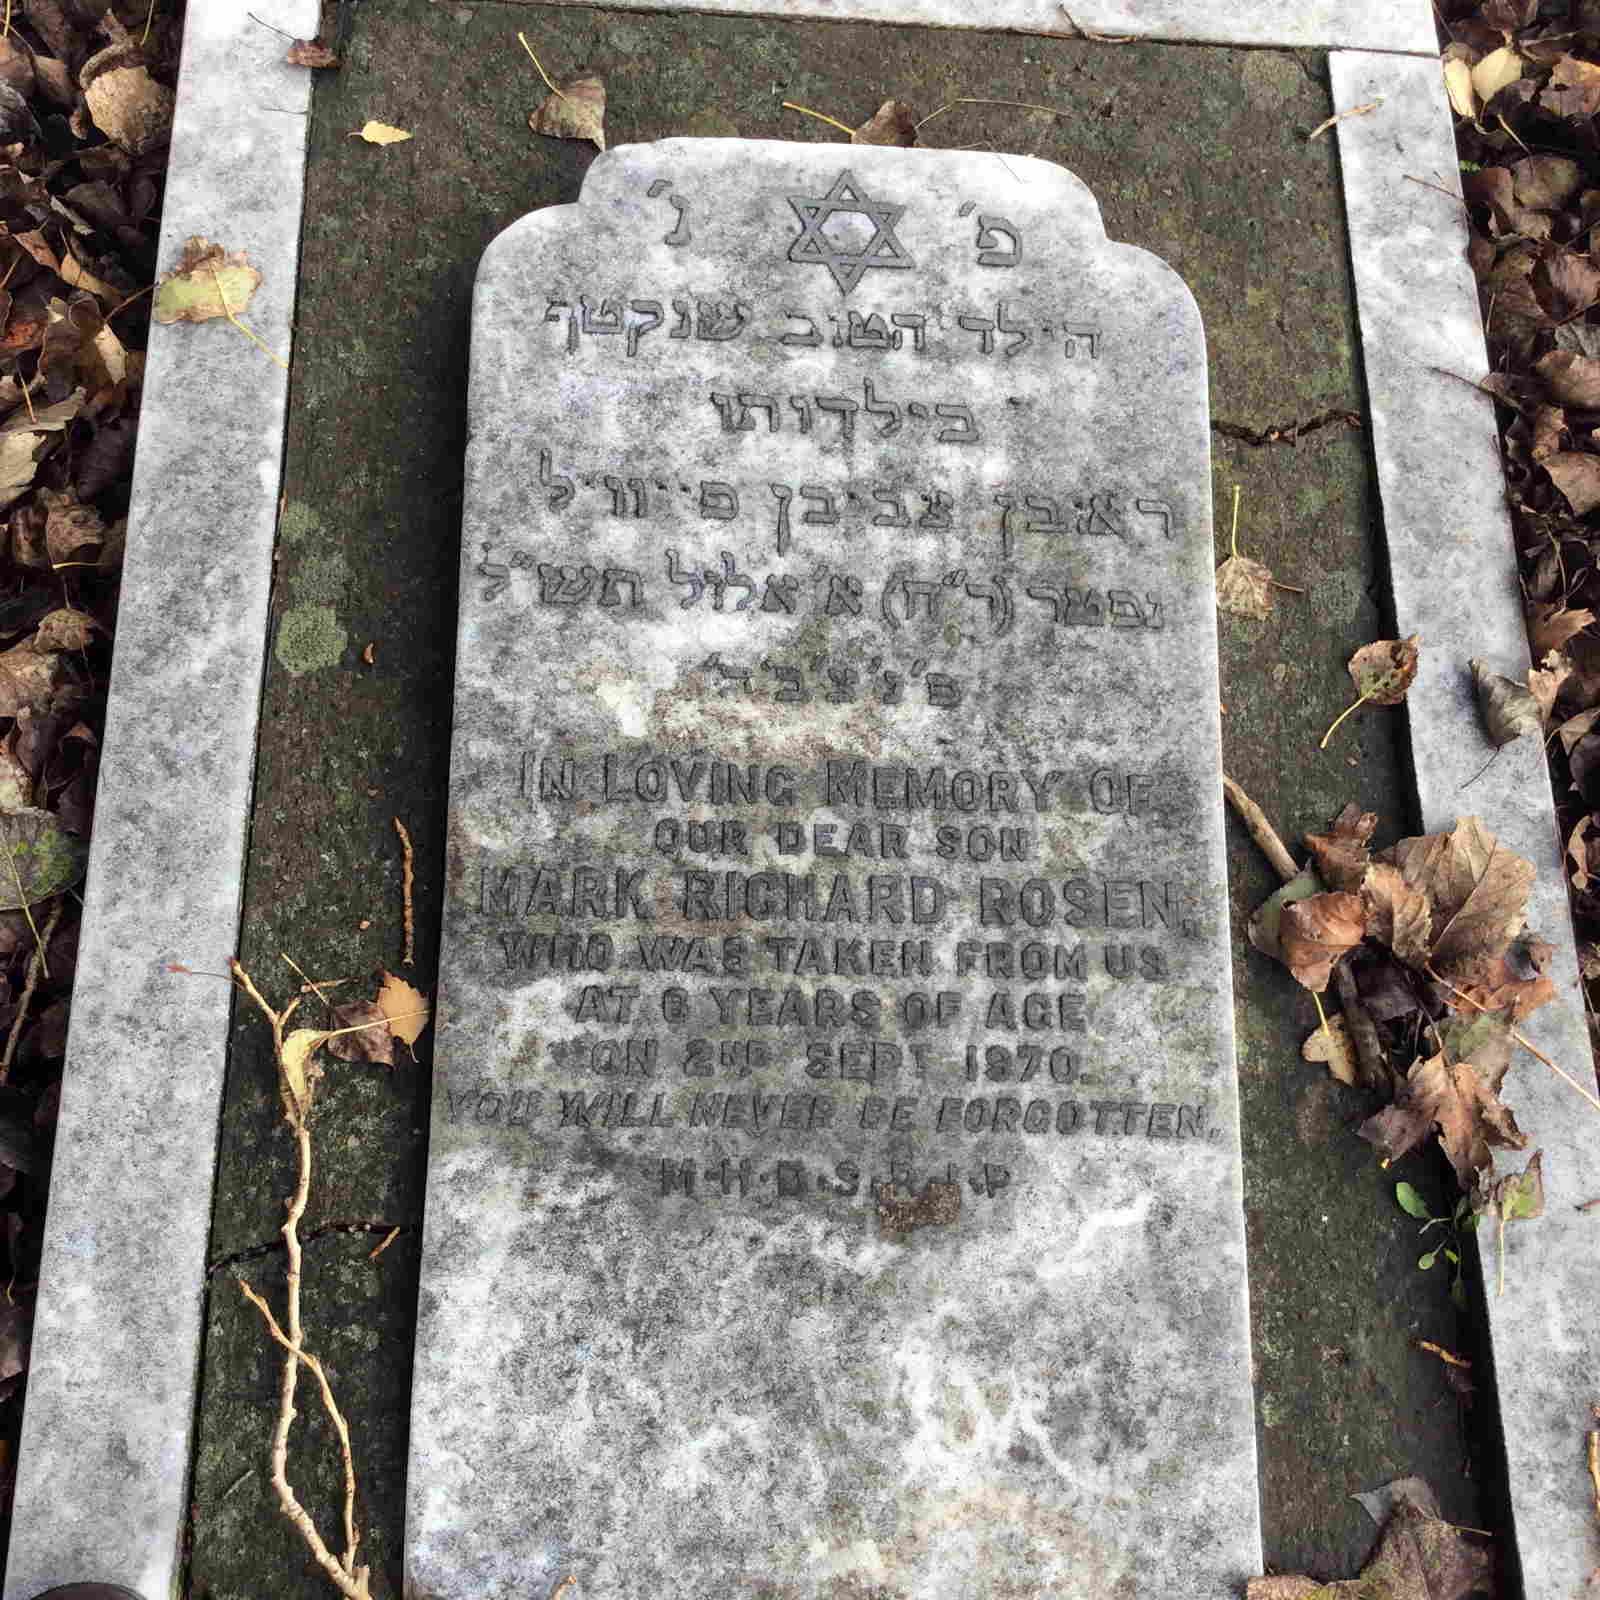 פ' נ'
הילד הטוב שנקטף
בילדותו
ראובן צבי בן פייוויל
נפטר (ר"ח) א' אלול תש"ל
ת' נ' צ' ב' ה'
IN LOVING MEMORY OF
OUR DEAR SON
MARK RICHARD ROSEN,
WHO WAS TAKEN FROM US
AT 6 YEARS OF AGE
ON 2ND SEPT 1970.
YOU WILL NEVER BE FORGOTTEN.
M.H.D.S.R.I.P